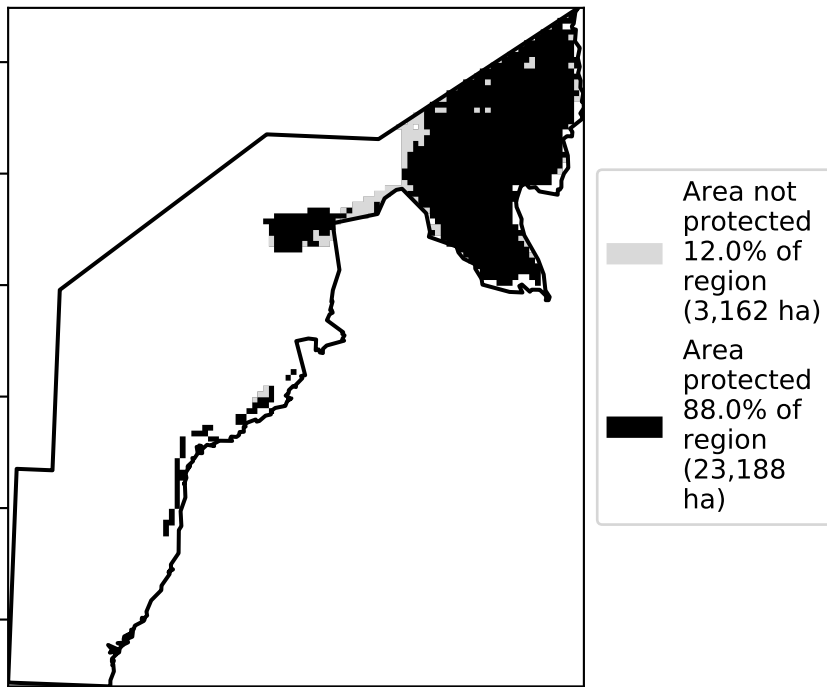 Area not
protected
12.0% of
region
(3,162 ha)
Area
protected
88.0% of
region
(23,188
ha)